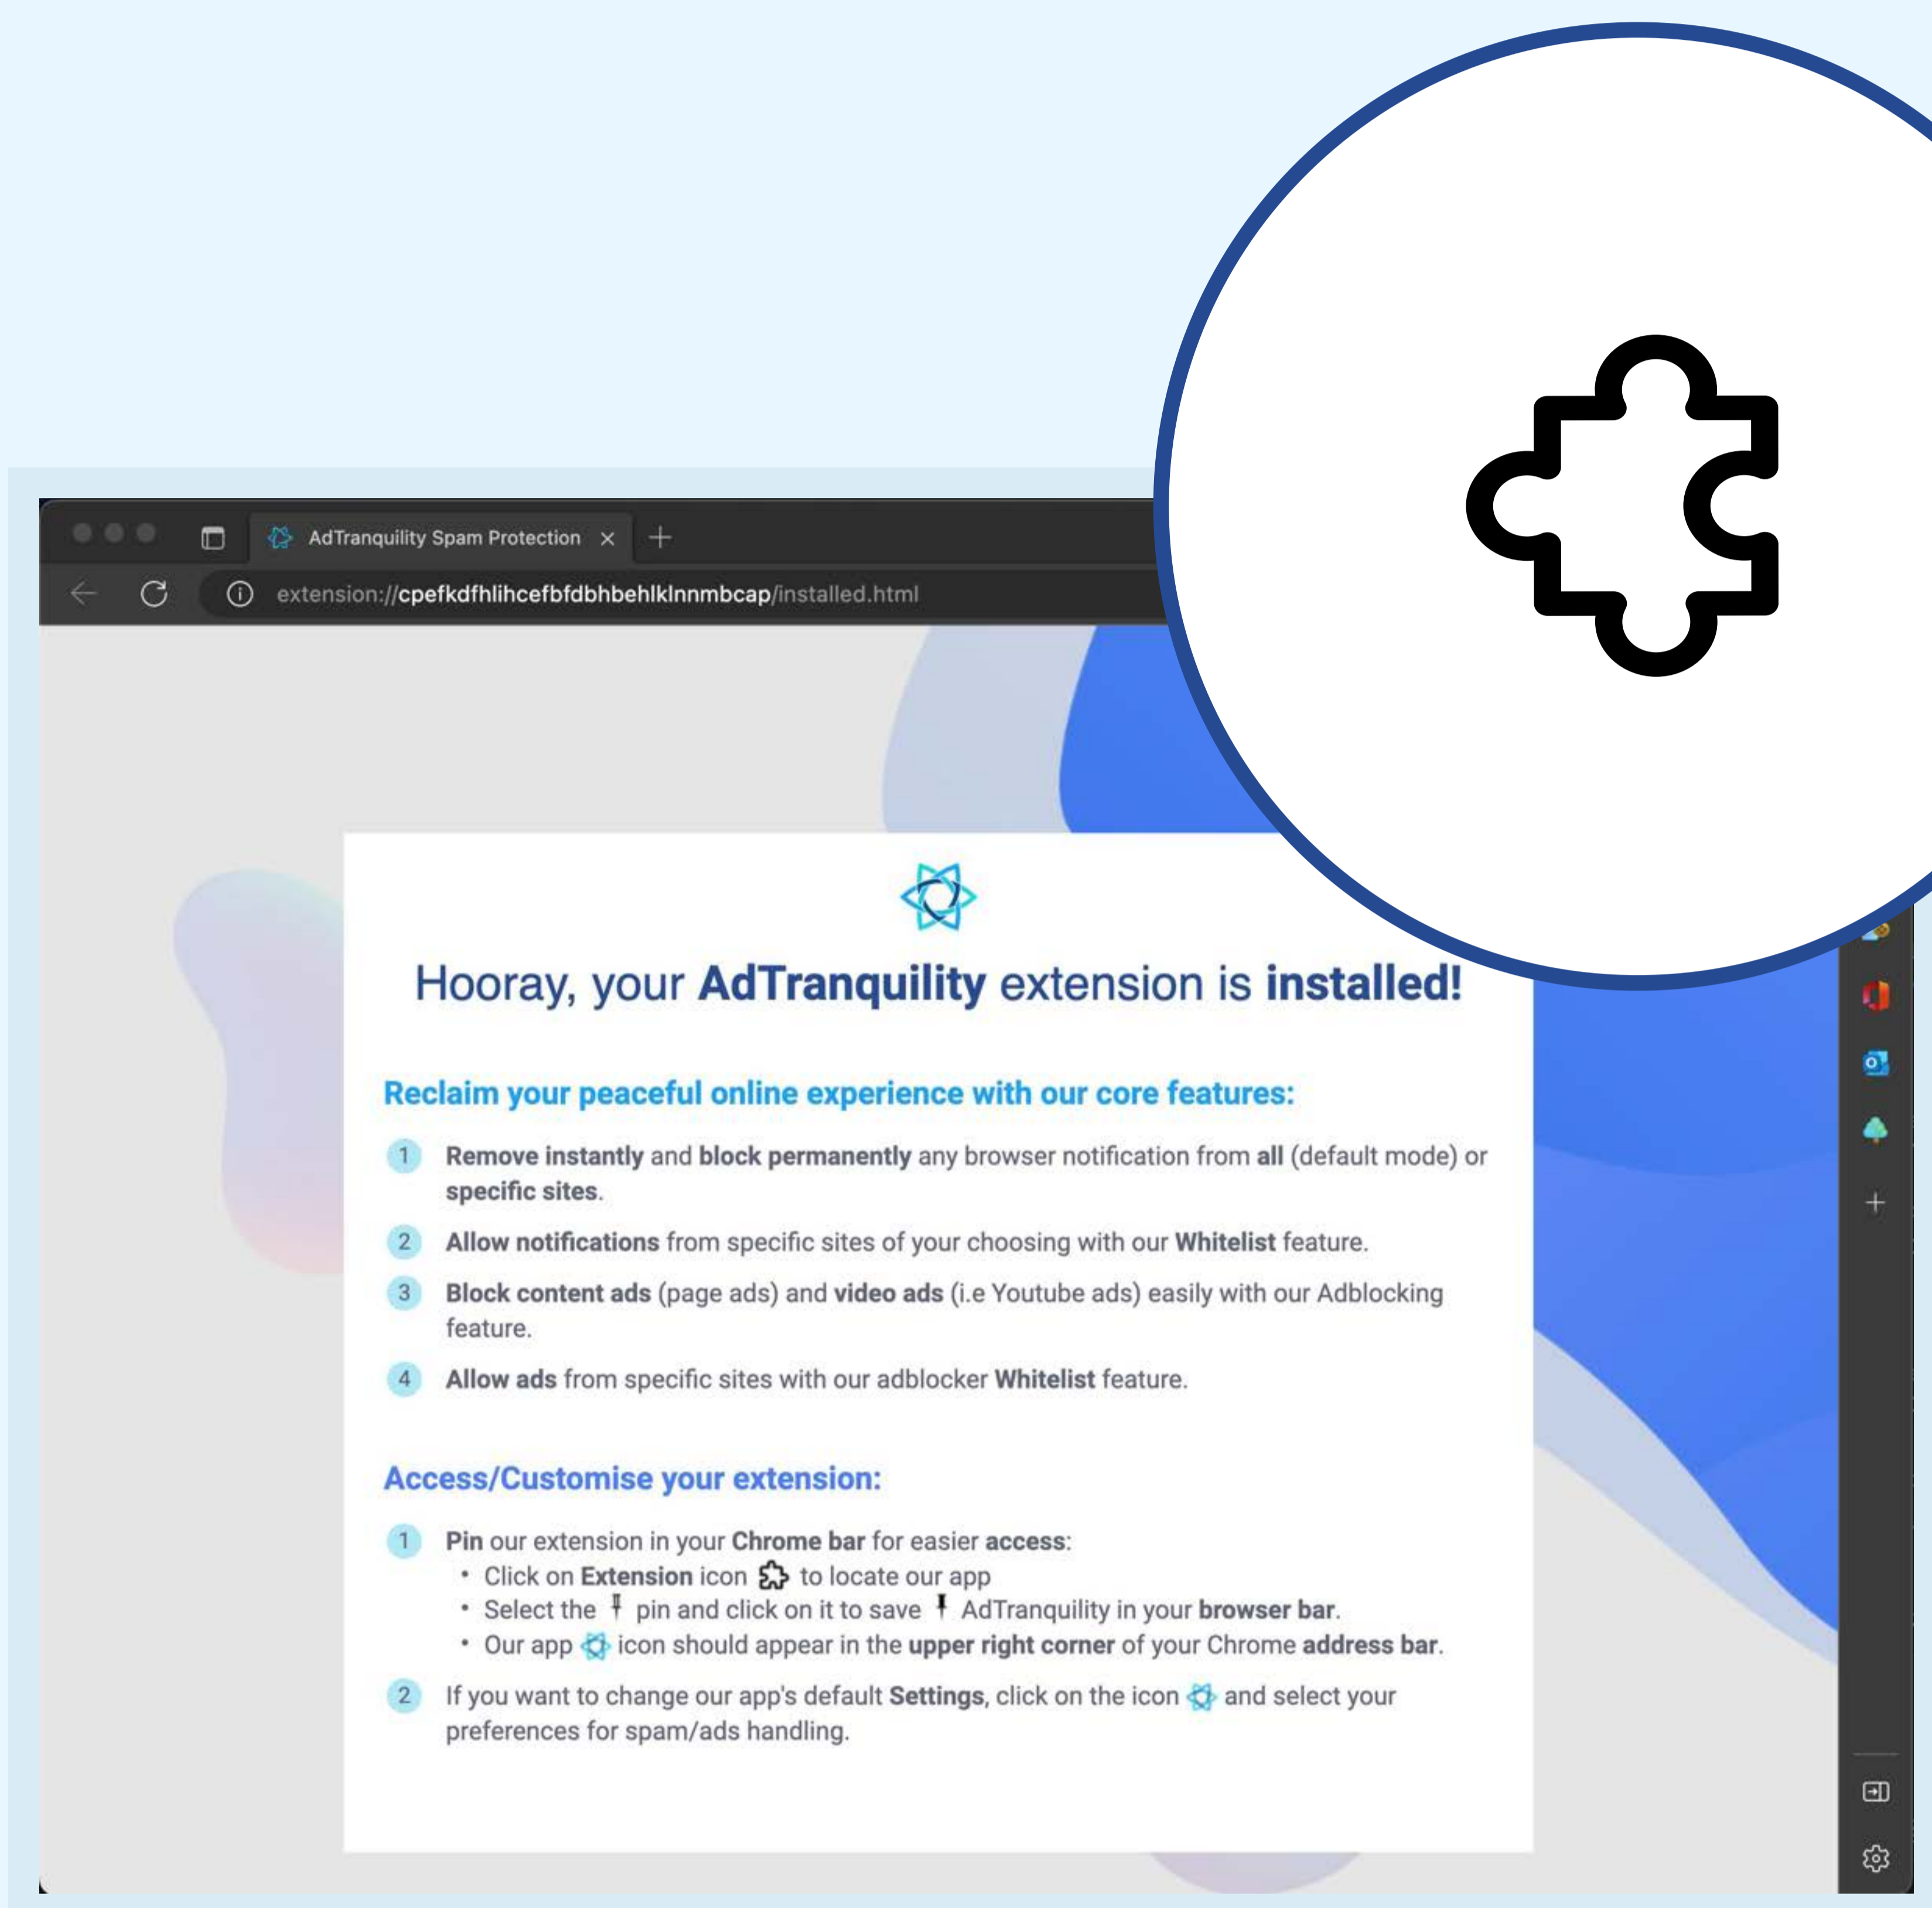 AdTranquility Spam Protection
extension://cpefkdfhlihcefbfdbhbehlklnnmbcap/installed.html
Hooray, your AdTranquility extension is installed!
Reclaim your peaceful online experience with our core features:
1 Remove instantly and block permanently any browser notification from all (default mode) or
specific sites.
2 Allow notifications from specific sites of your choosing with our Whitelist feature.
3 Block content ads (page ads) and video ads (i.e Youtube ads) easily with our Adblocking
feature.
4 Allow ads from specific sites with our adblocker Whitelist feature.
Access/Customise your extension:
1 Pin our extension in your Chrome bar for easier access:
• Click on Extension icon to locate our app
• Select the pin and click on it to save AdTranquility in your browser bar.
• Our app icon should appear in the upper right corner of your Chrome address bar.
2 If you want to change our app's default Settings, click on the icon and select your
preferences for spam/ads handling.